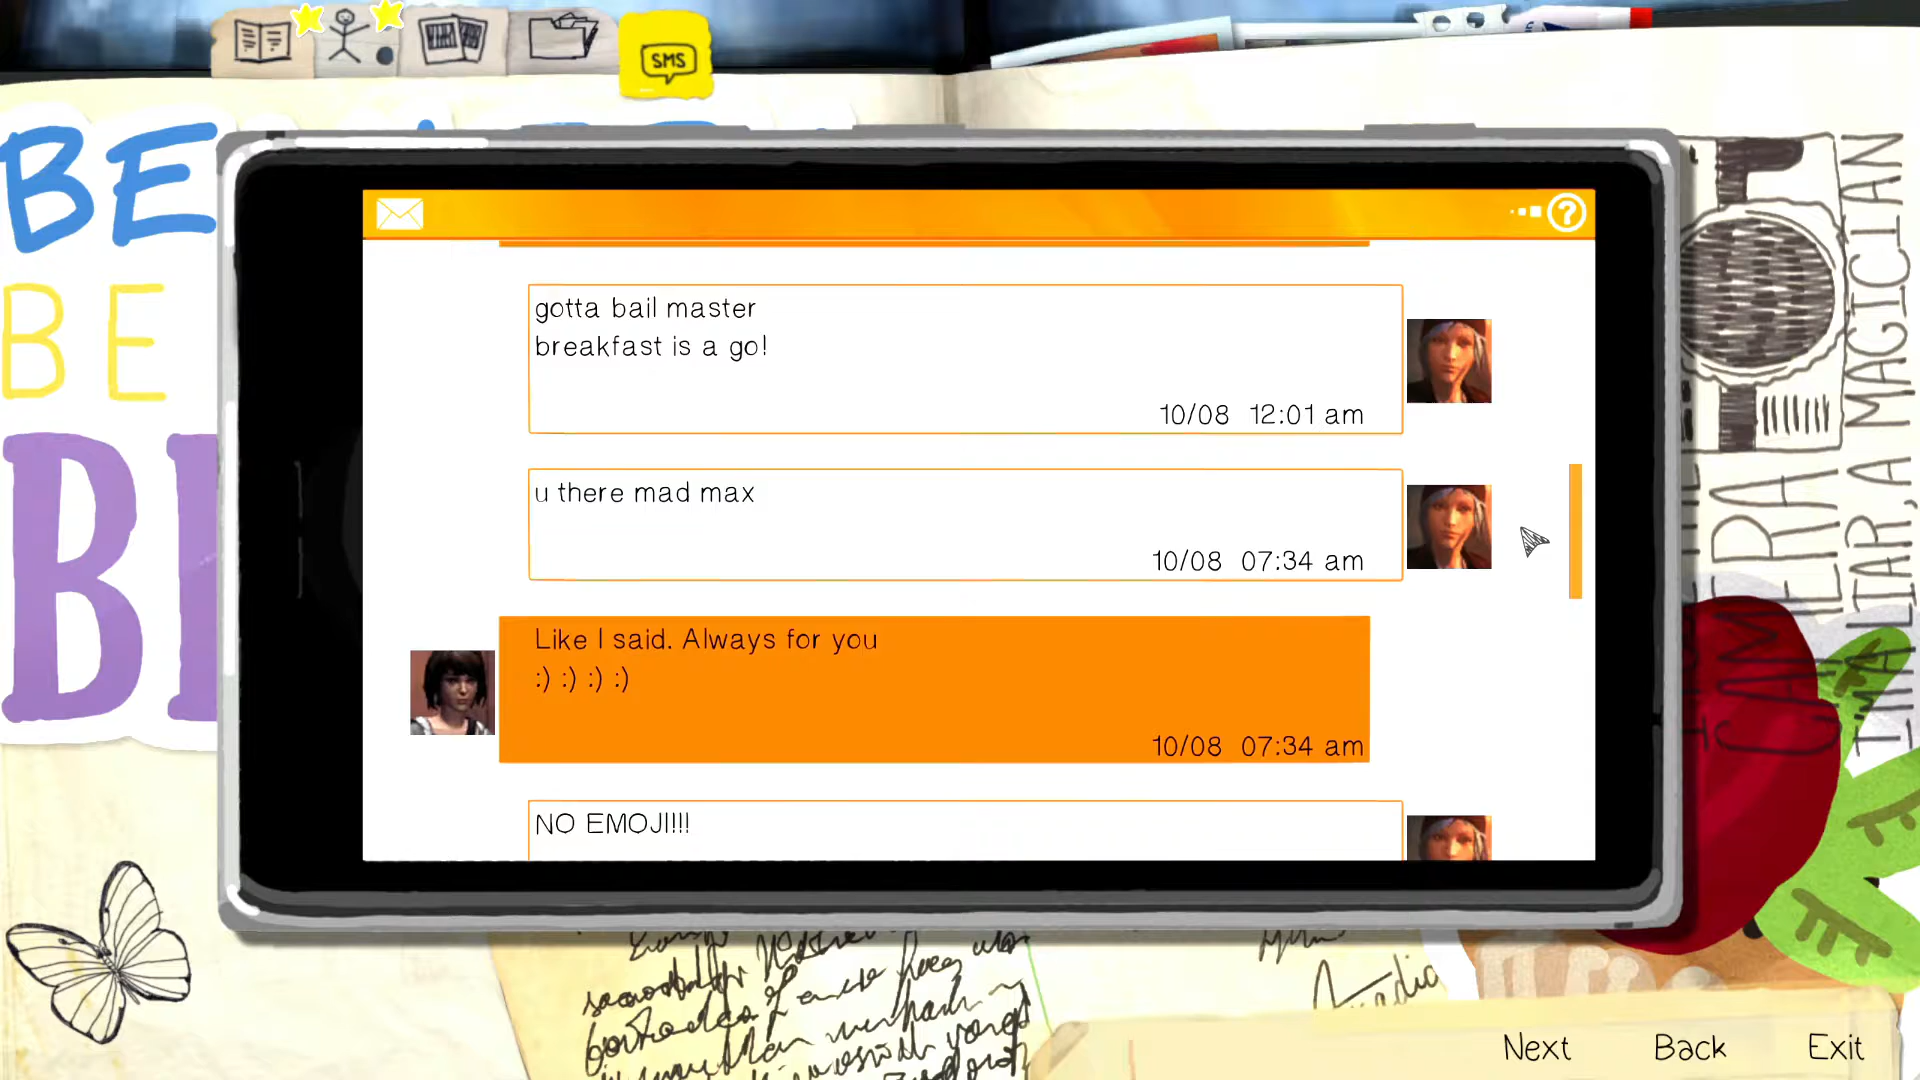 SMS
BE
BE
gotta bail master
breakfast is a go!
10/08 12:01 am
u there mad max
10/08 07:34 am
Like I said. Always for you
:) :) :) :)
10/08 07:34 am
NO EMOJI!!!!
CAMERA
I'M A LIAR, A MAGICIAN
Next
Back
Exit